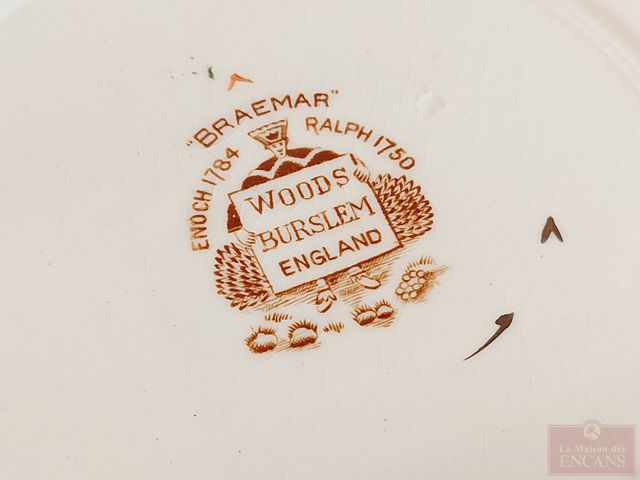 "BRAEMAR"
ENOCH 1784 RALPH 1750
WOODS
BURSLEM
ENGLAND
La Maison des
ENCANS